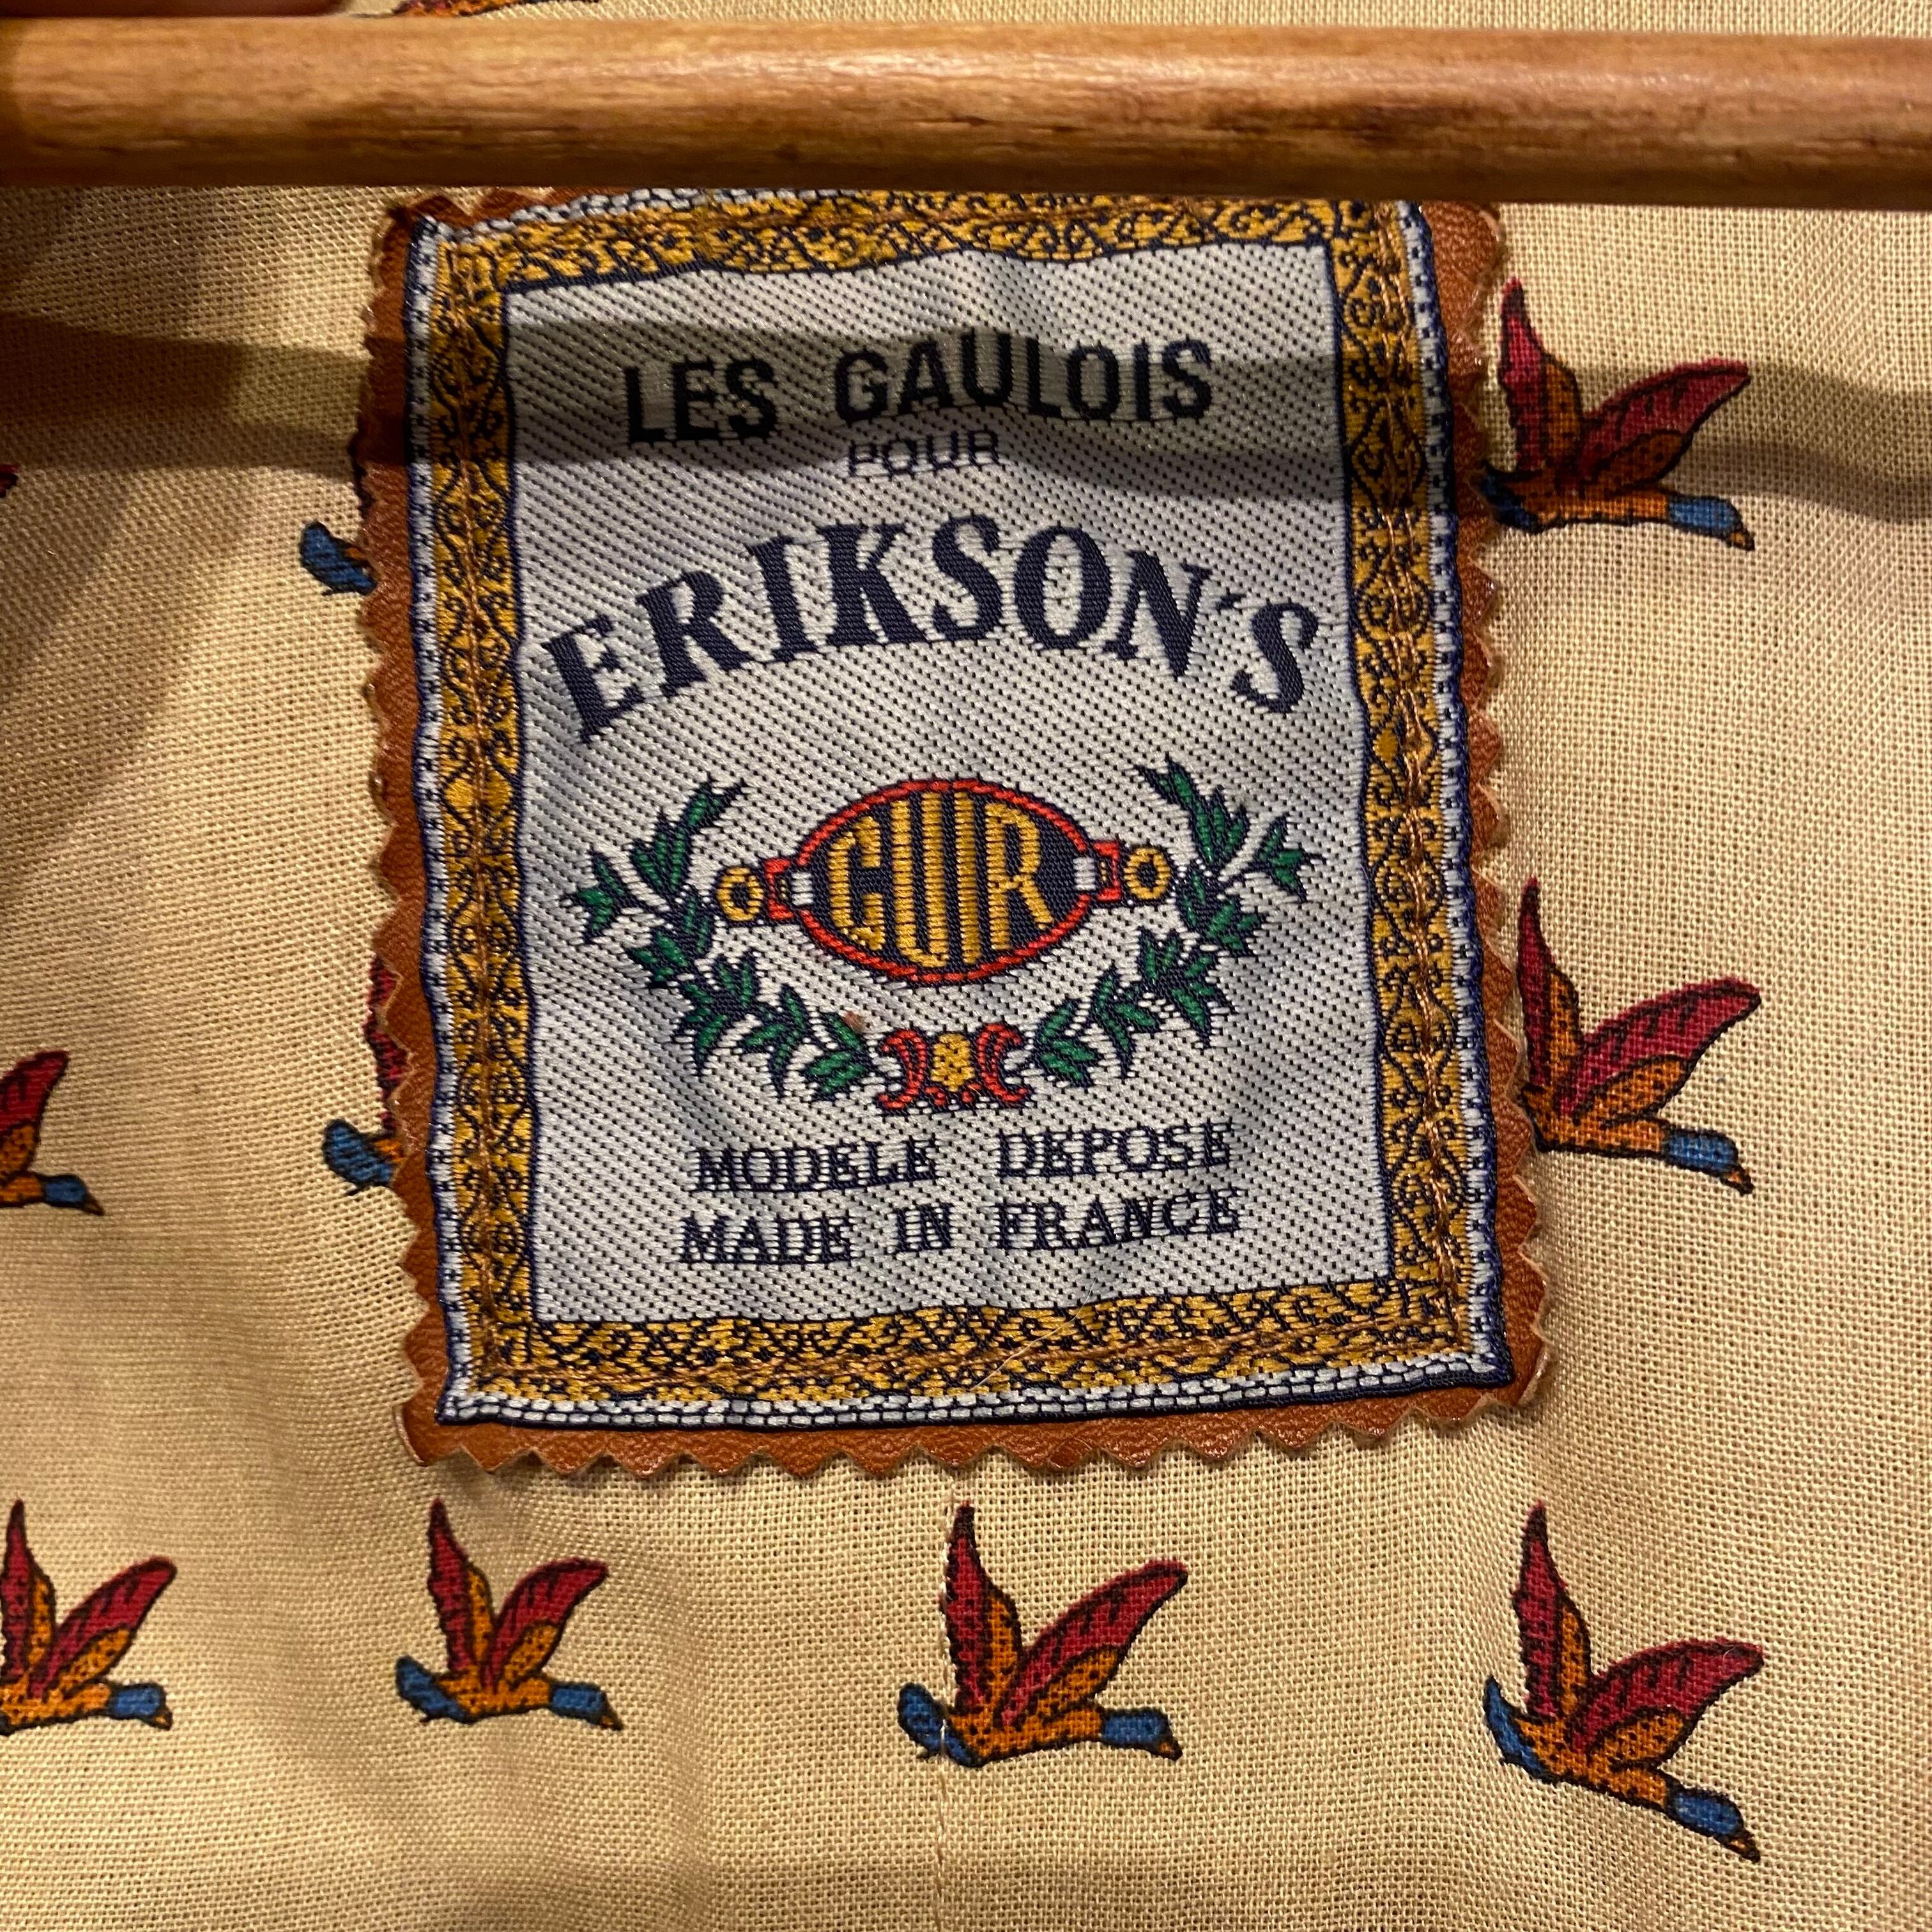 LES GAULOIS
POUR
ERIKSON'S
CUIR
MODELE DEPOSE
MADE IN FRANCE